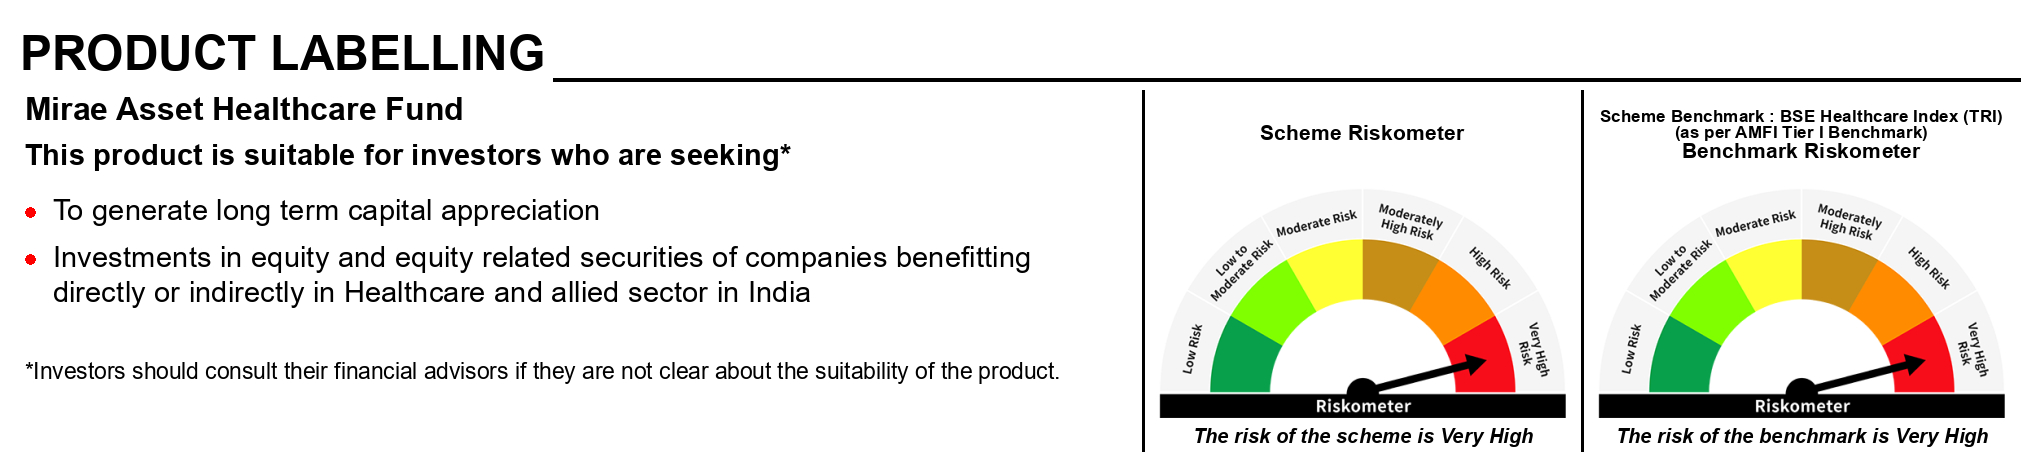 PRODUCT LABELLING
Mirae Asset Healthcare Fund
This product is suitable for investors who are seeking*
• To generate long term capital appreciation
• Investments in equity and equity related securities of companies benefitting
directly or indirectly in Healthcare and allied sector in India
*Investors should consult their financial advisors if they are not clear about the suitability of the product.
Scheme Riskometer
Low Risk
Low to
Moderate Risk
Moderate Risk
Moderately
High Risk
High Risk
Very High
Risk
Riskometer
The risk of the scheme is Very High
Scheme Benchmark : BSE Healthcare Index (TRI)
(as per AMFI Tier I Benchmark)
Benchmark Riskometer
Low Risk
Low to
Moderate Risk
Moderate Risk
Moderately
High Risk
High Risk
Very High
Risk
Riskometer
The risk of the benchmark is Very High